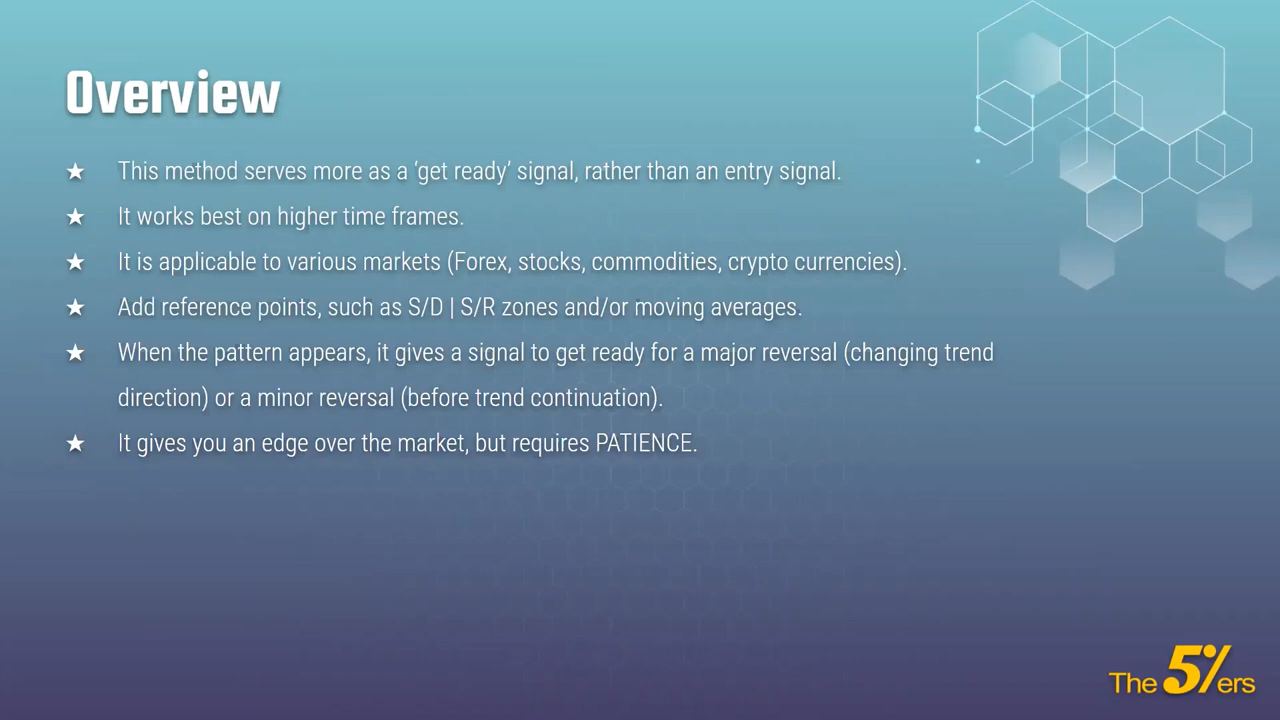 Overview
★ This method serves more as a ‘get ready’ signal, rather than an entry signal.
★ It works best on higher time frames.
★ It is applicable to various markets (Forex, stocks, commodities, crypto currencies).
★ Add reference points, such as S/D | S/R zones and/or moving averages.
★ When the pattern appears, it gives a signal to get ready for a major reversal (changing trend
direction) or a minor reversal (before trend continuation).
★ It gives you an edge over the market, but requires PATIENCE.
The 5%ers